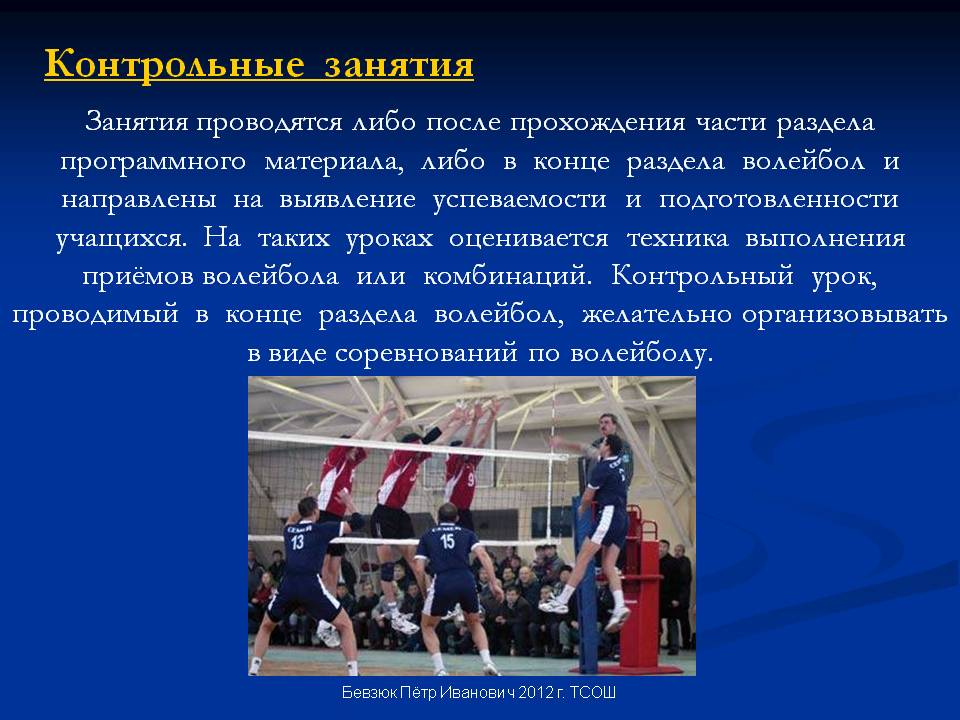 Контрольные занятия
Занятия проводятся либо после прохождения части раздела
программного материала, либо в конце раздела волейбол и
направлены на выявление успеваемости и подготовленности
учащихся. На таких уроках оценивается техника выполнения
приёмов волейбола или комбинаций. Контрольный урок,
проводимый в конце раздела волейбол, желательно организовывать
в виде соревнований по волейболу.
СЕМЕЙ
13
СЕМЕЙ
15
9
Бевзюк Пётр Иванович 2012 г. ТСОШ